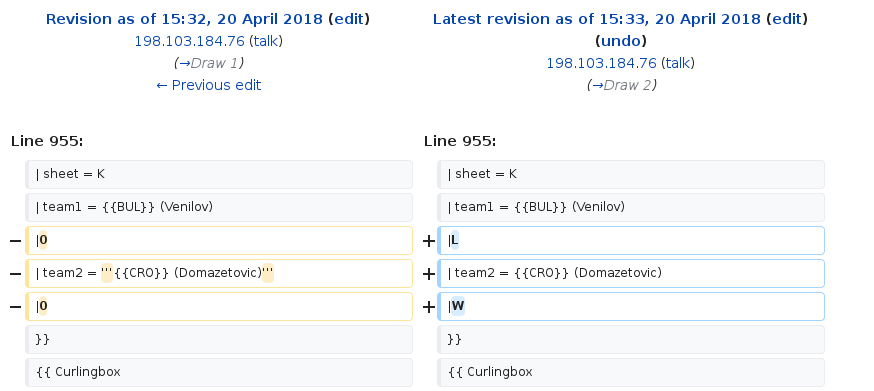 Revision as of 15:32, 20 April 2018 (edit)
198.103.184.76 (talk)
(→Draw 1)
← Previous edit
Latest revision as of 15:33, 20 April 2018 (edit)
(undo)
198.103.184.76 (talk)
(→Draw 2)
Line 955:
Line 955:
| sheet = K
| sheet = K
| team1 = {{BUL}} (Venilov)
| team1 = {{BUL}} (Venilov)
− |0
+ |L
− | team2 = '''{{CRO}} (Domazetovic)'''
+ | team2 = {{CRO}} (Domazetovic)
− |0
+ |W
}}
}}
{{ Curlingbox
{{ Curlingbox